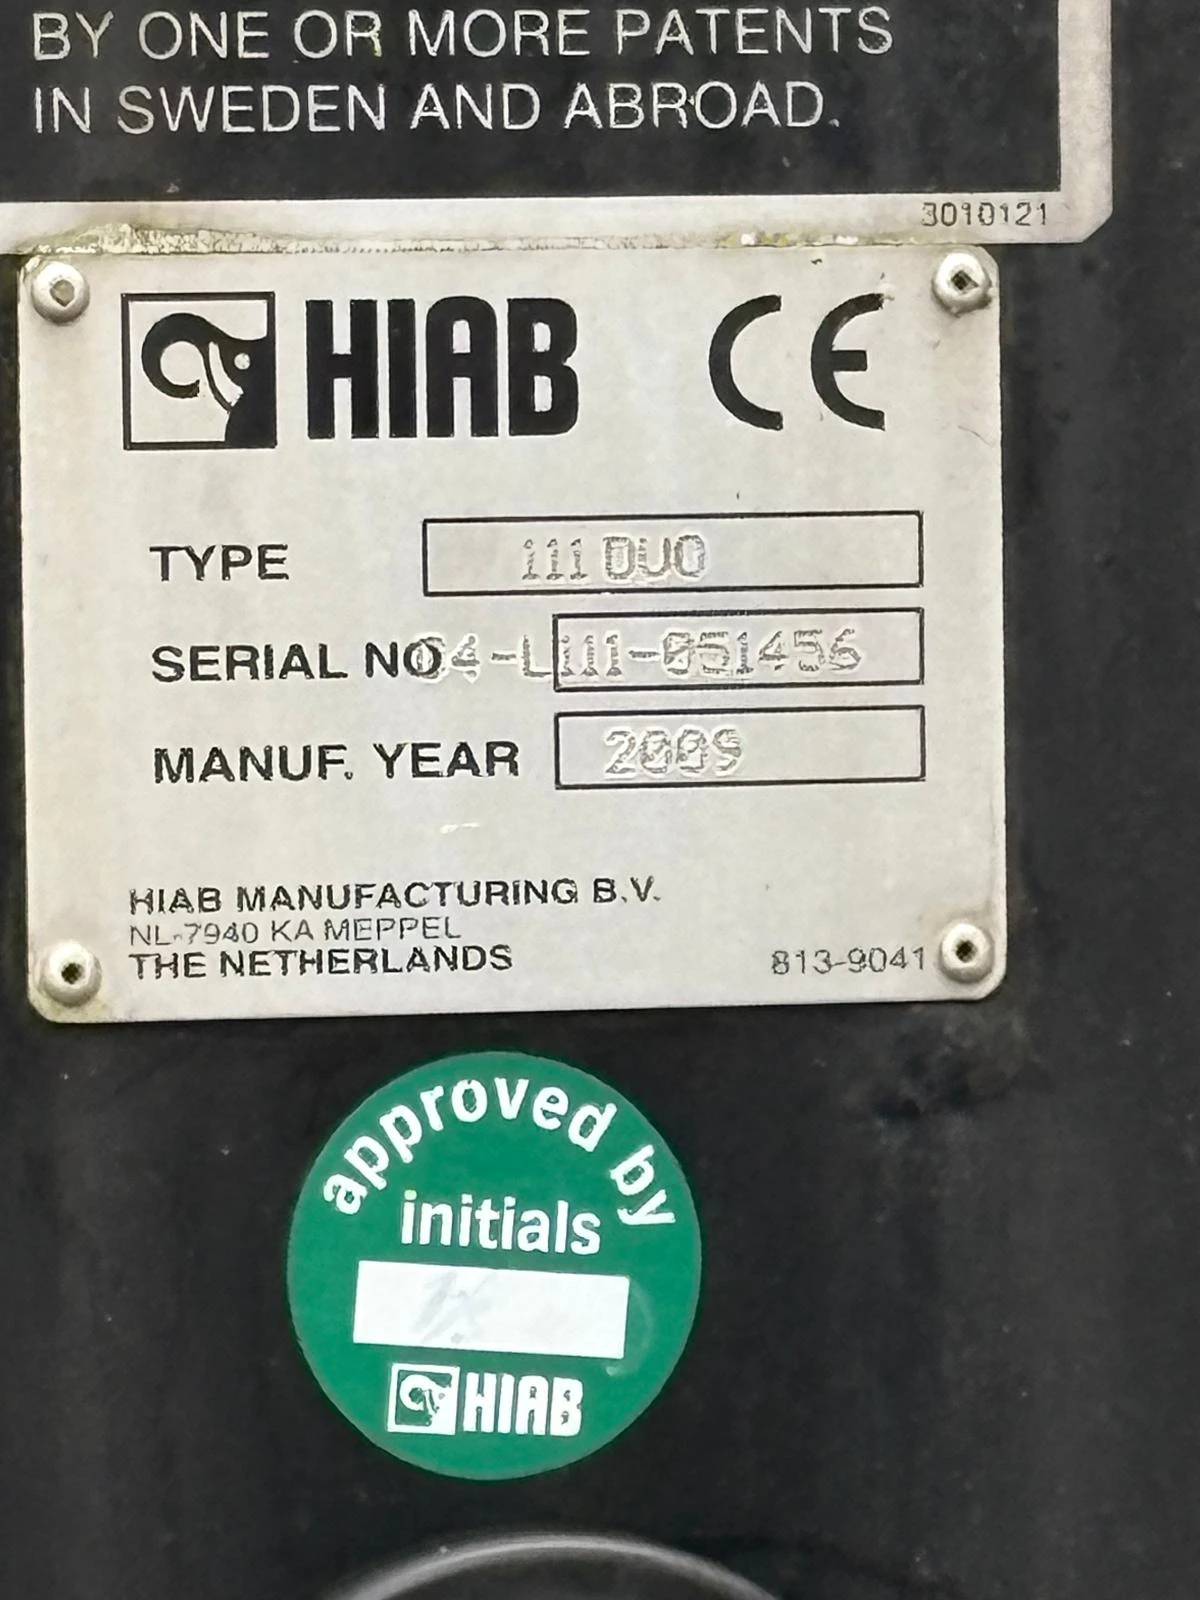 BY ONE OR MORE PATENTS
IN SWEDEN AND ABROAD.
3010121
HIAB CE
TYPE 111 DUO
SERIAL NO
MANUF. YEAR 2009
HIAB MANUFACTURING B.V.
NL-7940 KA MEPPEL
THE NETHERLANDS 813-9041
approved by
initials
HIAB